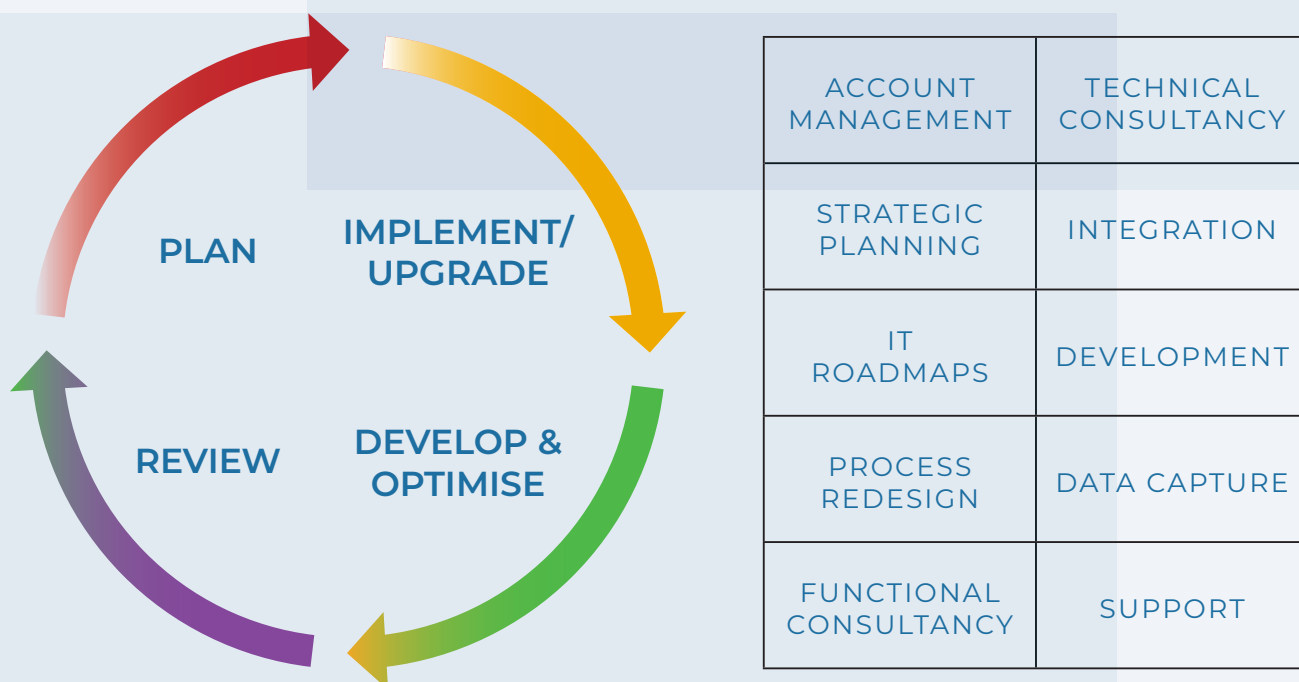 PLAN
IMPLEMENT/
UPGRADE
REVIEW
DEVELOP &
OPTIMISE
ACCOUNT
MANAGEMENT
TECHNICAL
CONSULTANCY
STRATEGIC
PLANNING
INTEGRATION
IT
ROADMAPS
DEVELOPMENT
PROCESS
REDESIGN
DATA CAPTURE
FUNCTIONAL
CONSULTANCY
SUPPORT